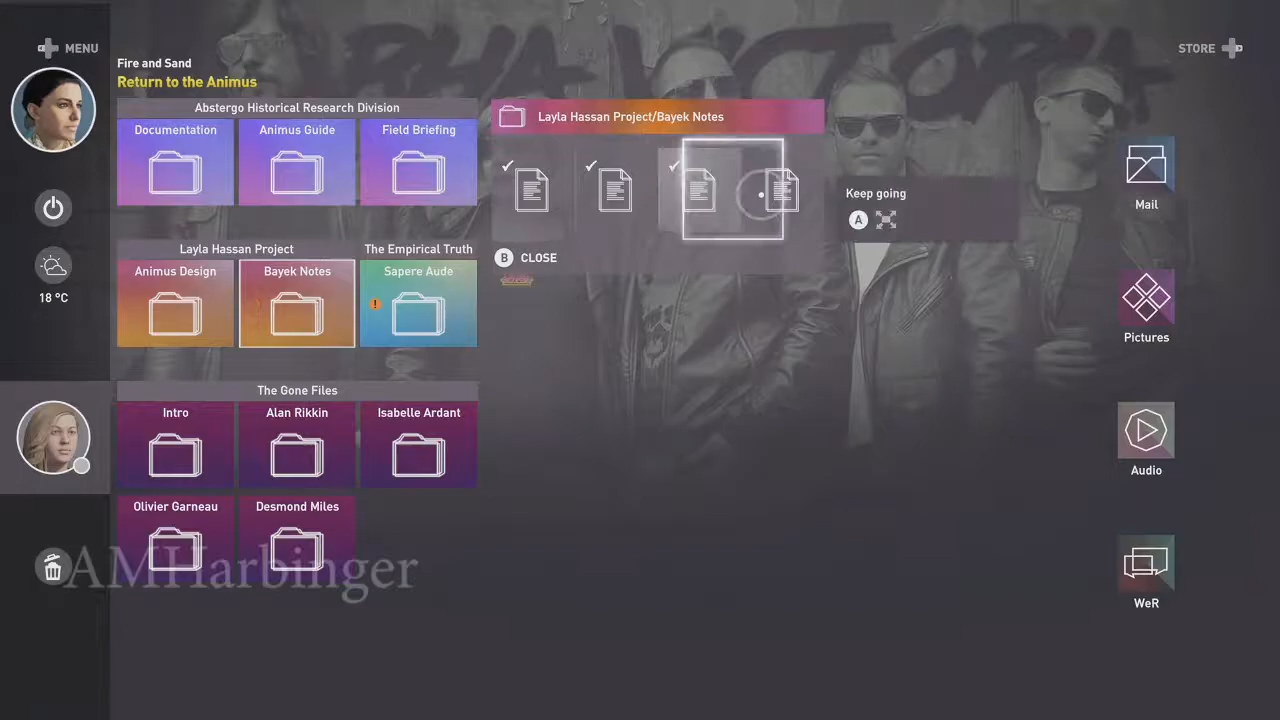 MENU
STORE
Fire and Sand
Return to the Animus
Abstergo Historical Research Division
Documentation
Animus Guide
Field Briefing
Layla Hassan Project/Bayek Notes
Keep going
A
B CLOSE
Layla Hassan Project
The Empirical Truth
Animus Design
Bayek Notes
Sapere Aude
!
18 °C
The Gone Files
Intro
Alan Rikkin
Isabelle Ardant
Olivier Garneau
Desmond Miles
Mail
Pictures
Audio
WeR
AMHarbinger